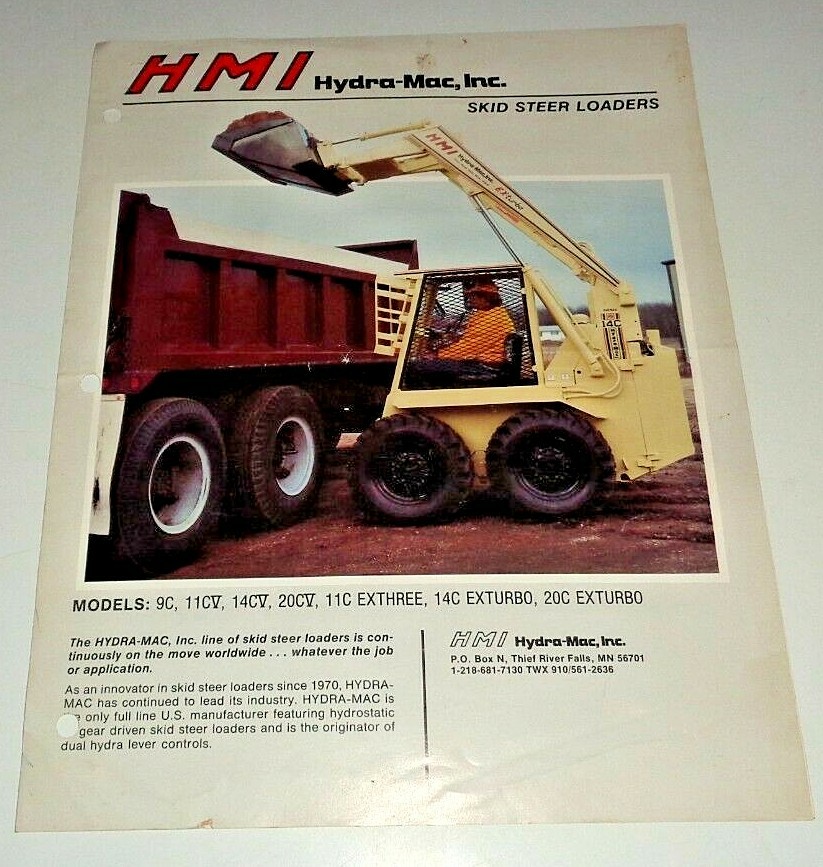 HMI Hydra-Mac, Inc.
SKID STEER LOADERS
HMI Hydra-Mac, Inc.
EXturbo
14C
MODELS: 9C, 11CV, 14CV, 20CV, 11C EXTHREE, 14C EXTURBO, 20C EXTURBO
The HYDRA-MAC, Inc. line of skid steer loaders is con-
tinuously on the move worldwide . . . whatever the job
or application.
As an innovator in skid steer loaders since 1970, HYDRA-
MAC has continued to lead its industry. HYDRA-MAC is
only full line U.S. manufacturer featuring hydrostatic
gear driven skid steer loaders and is the originator of
dual hydra lever controls.
HMI Hydra-Mac, Inc.
P.O. Box N, Thief River Falls, MN 56701
1-218-681-7130 TWX 910/561-2636